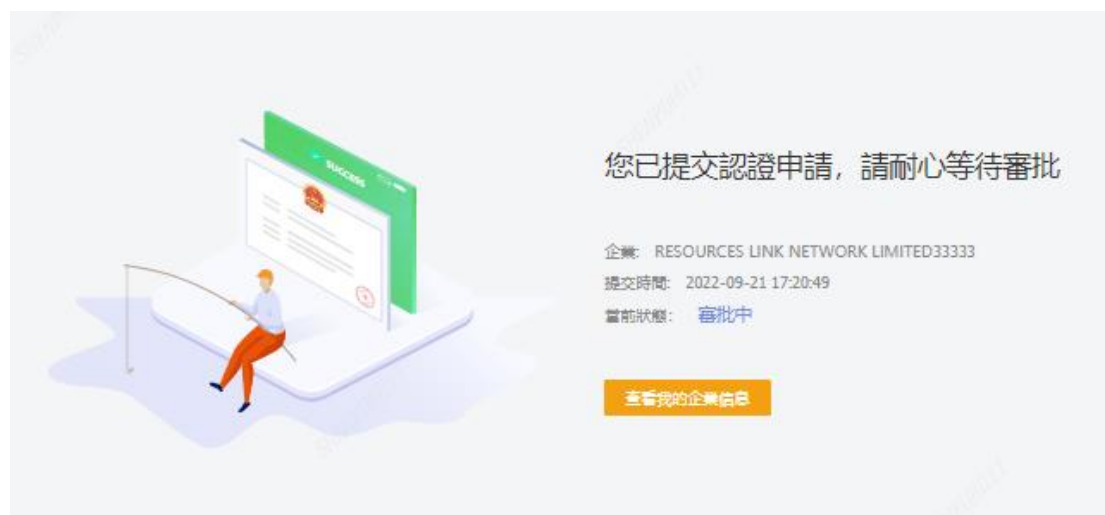 SUCCESS
您已提交認證申請，請耐心等待審批
企業: RESOURCES LINK NETWORK LIMITED33333
提交時間: 2022-09-21 17:20:49
當前狀態: 審批中
查看我的企業信息